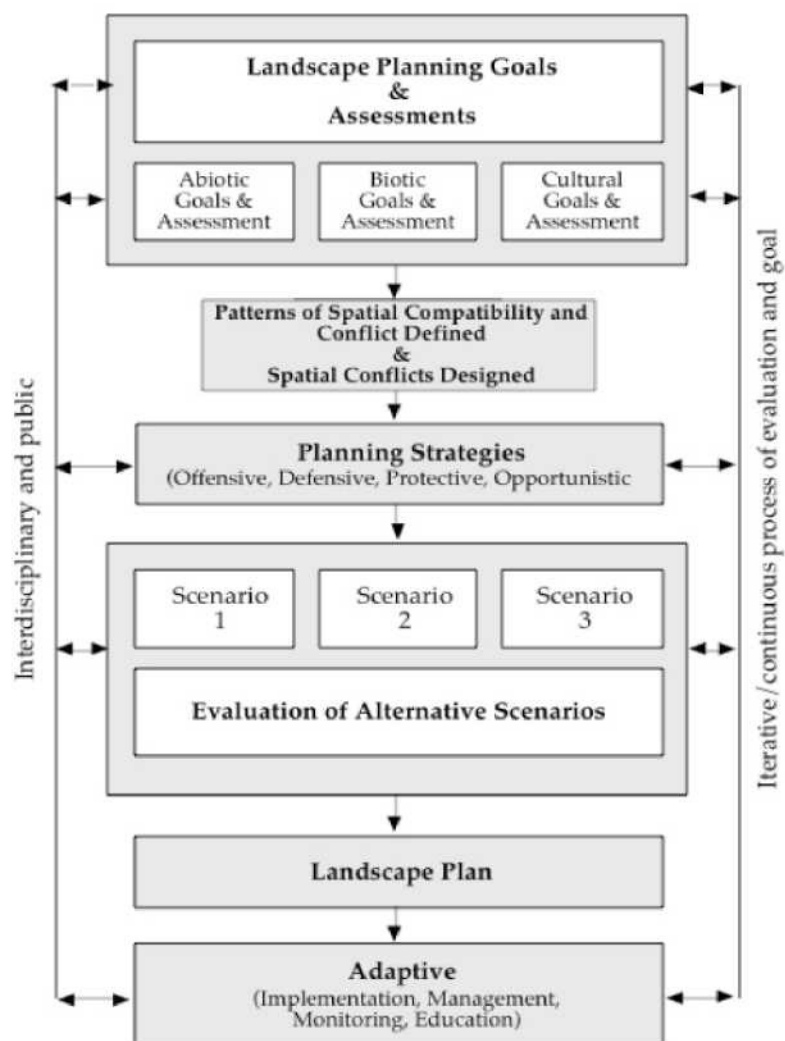 Landscape Planning Goals
&
Assessments
Abiotic
Goals &
Assessment
Biotic
Goals &
Assessment
Cultural
Goals &
Assessment
Patterns of Spatial Compatibility and
Conflict Defined
&
Spatial Conflicts Designed
Planning Strategies
(Offensive, Defensive, Protective, Opportunistic
Scenario
1
Scenario
2
Scenario
3
Evaluation of Alternative Scenarios
Landscape Plan
Adaptive
(Implementation, Management,
Monitoring, Education)
Interdisciplinary and public
Iterative/continuous process of evaluation and goal